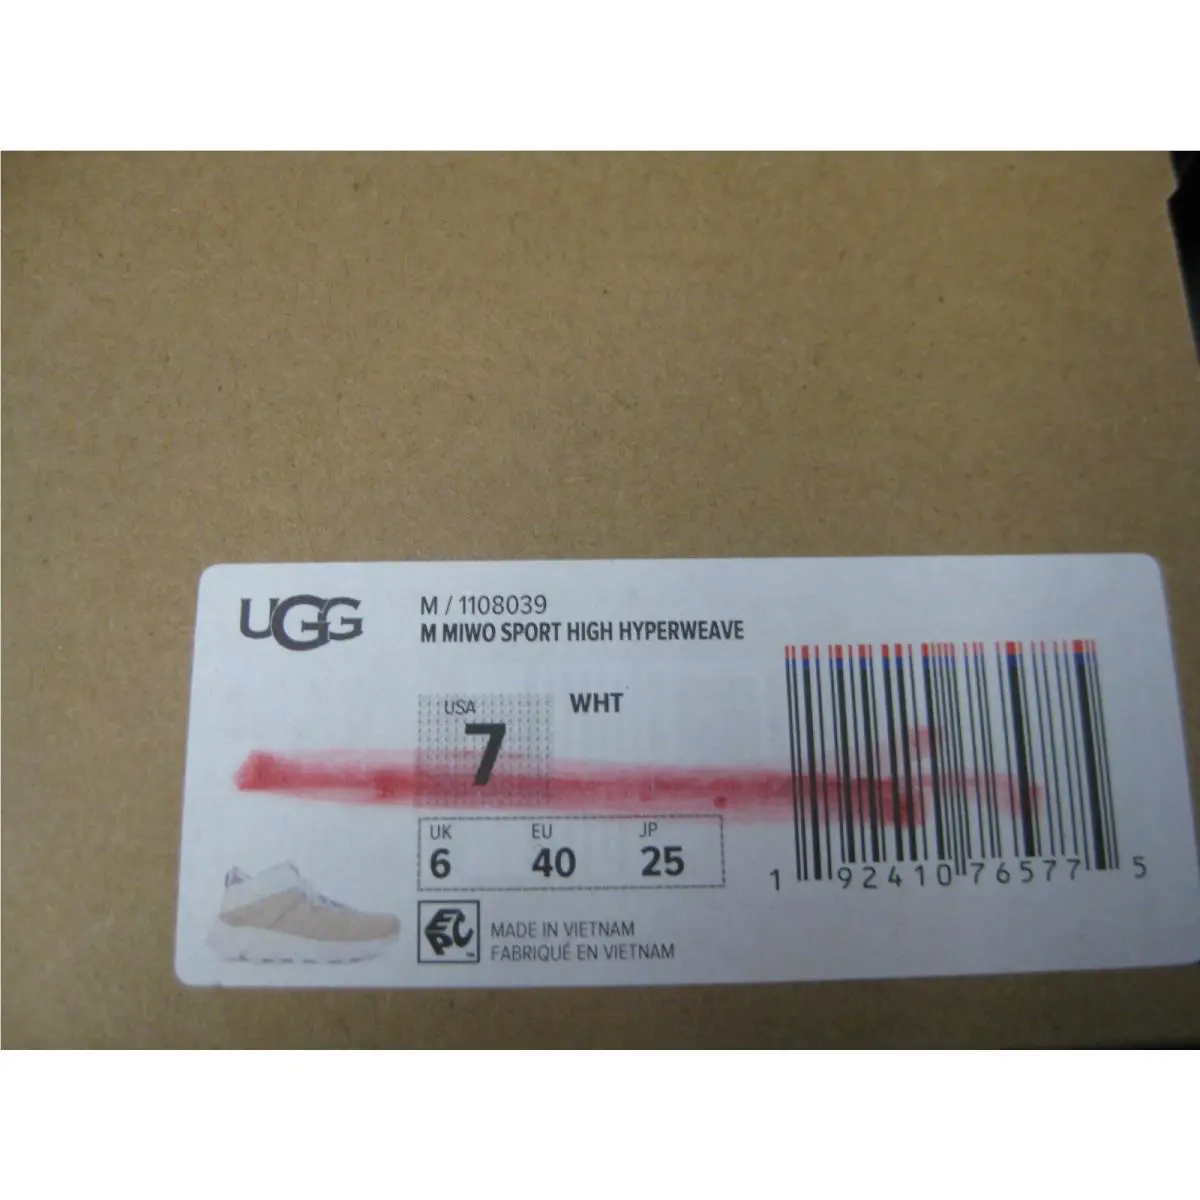 UGG
M / 1108039
M MIWO SPORT HIGH HYPERWEAVE
USA
7
WHT
UK EU JP
6 40 25
1 92410 76577 5
EPC
MADE IN VIETNAM
FABRIQUÉ EN VIETNAM